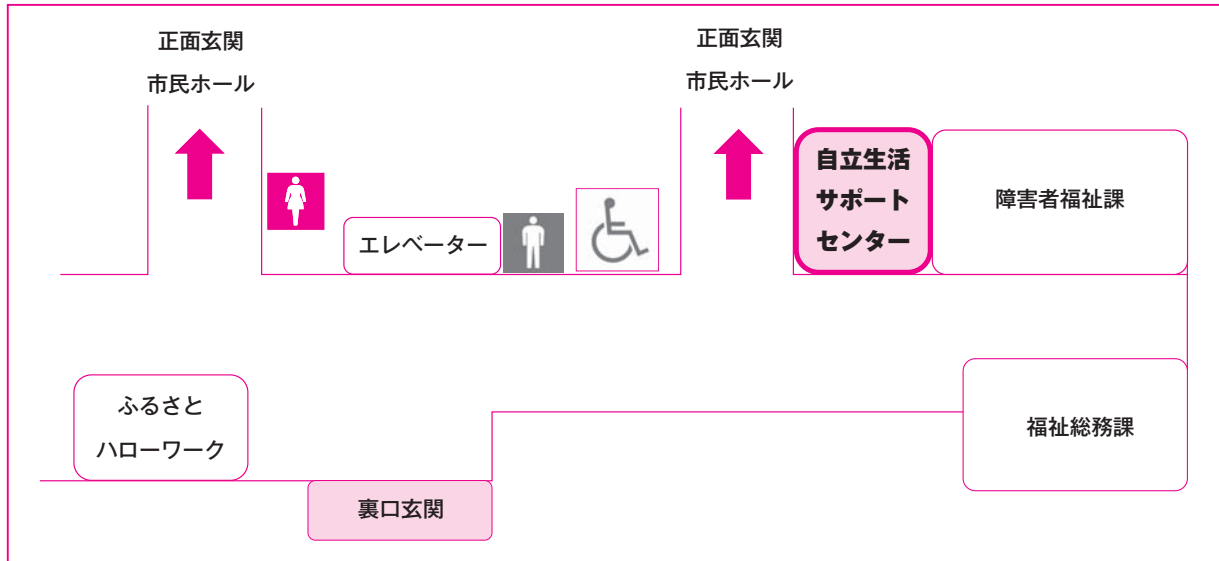 正面玄関
市民ホール
正面玄関
市民ホール
自立生活
サポート
センター
障害者福祉課
エレベーター
ふるさと
ハローワーク
福祉総務課
裏口玄関